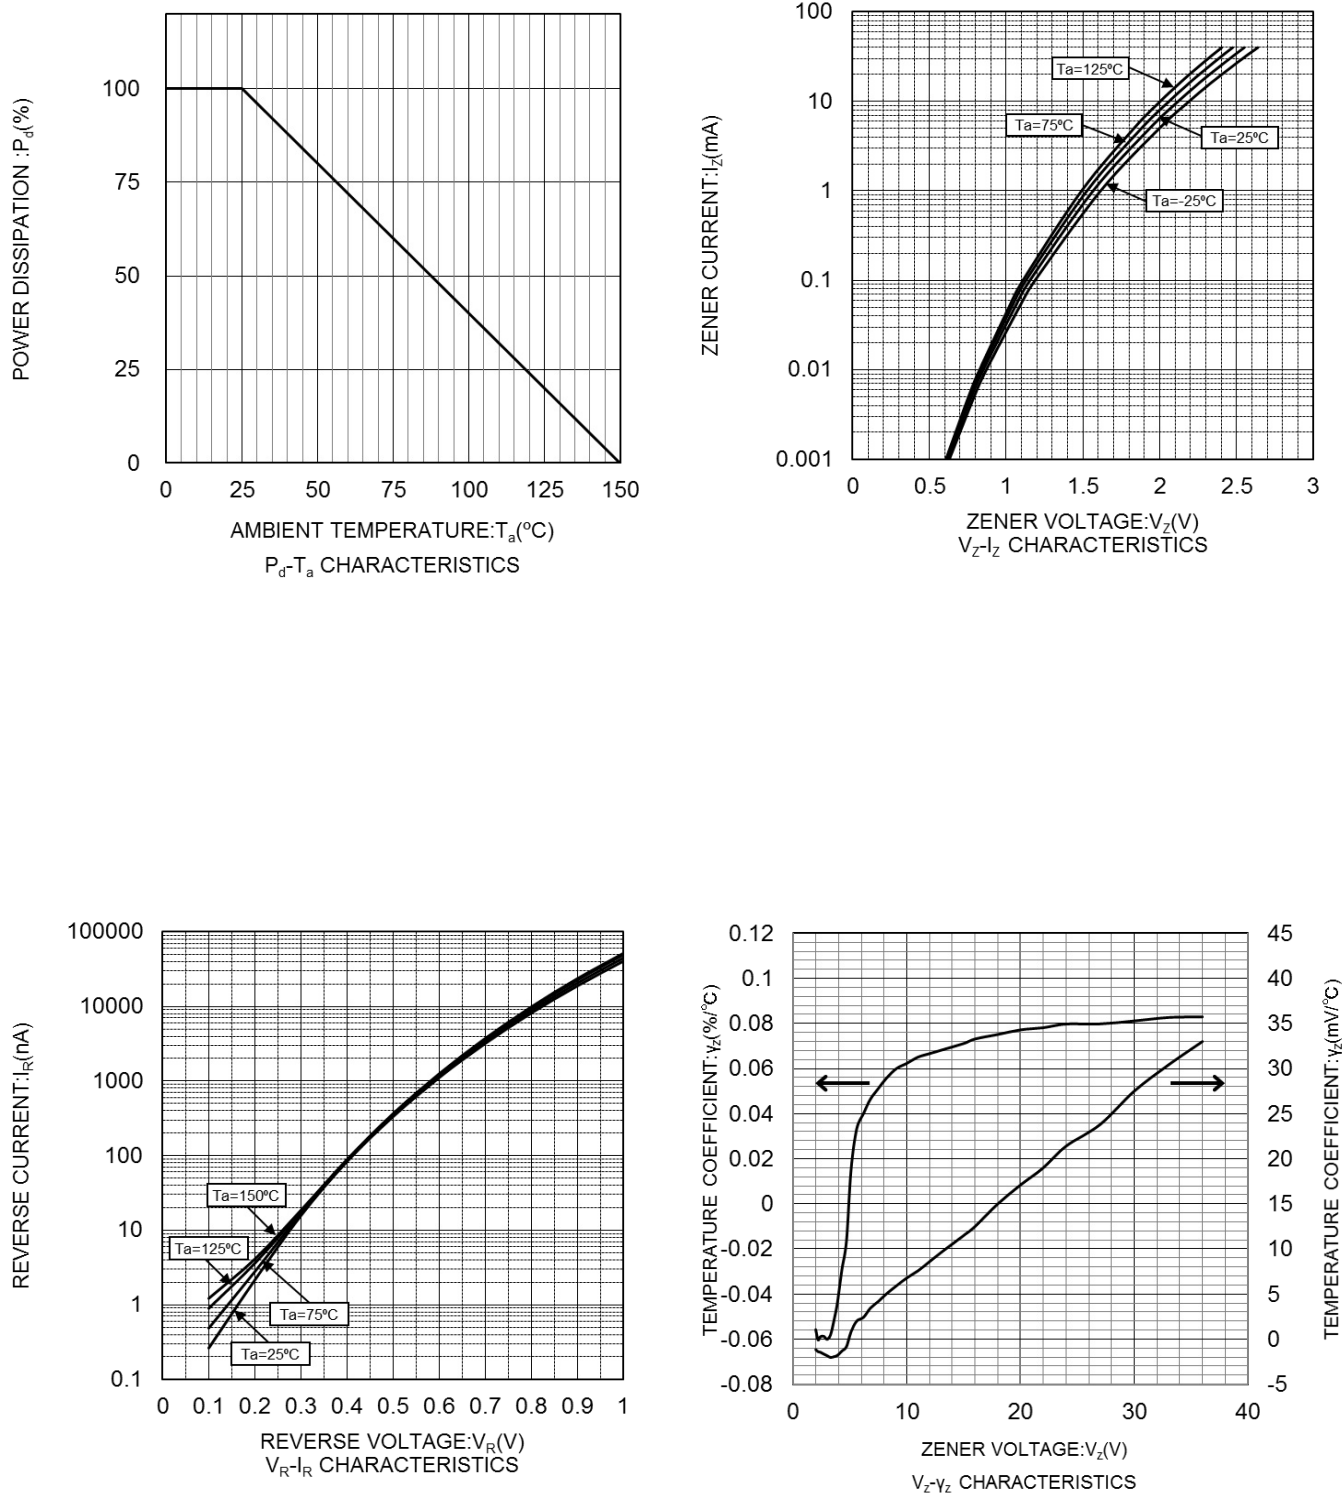 POWER DISSIPATION :Pd(%)
100
75
50
25
0
0 25 50 75 100 125 150
AMBIENT TEMPERATURE:Ta(ºC)
Pd-Ta CHARACTERISTICS
ZENER CURRENT:IZ(mA)
100
10
1
0.1
0.01
0.001
Ta=125ºC
Ta=75ºC
Ta=25ºC
Ta=-25ºC
0 0.5 1 1.5 2 2.5 3
ZENER VOLTAGE:VZ(V)
VZ-IZ CHARACTERISTICS
REVERSE CURRENT:IR(nA)
100000
10000
1000
100
10
1
0.1
Ta=150ºC
Ta=125ºC
Ta=75ºC
Ta=25ºC
0 0.1 0.2 0.3 0.4 0.5 0.6 0.7 0.8 0.9 1
REVERSE VOLTAGE:VR(V)
VR-IR CHARACTERISTICS
TEMPERATURE COEFFICIENT:γz(%/°C)
0.12
0.1
0.08
0.06
0.04
0.02
0
-0.02
-0.04
-0.06
-0.08
45
40
35
30
25
20
15
10
5
0
-5
TEMPERATURE COEFFICIENT:γz(mV/°C)
0 10 20 30 40
ZENER VOLTAGE:Vz(V)
Vz-γz CHARACTERISTICS